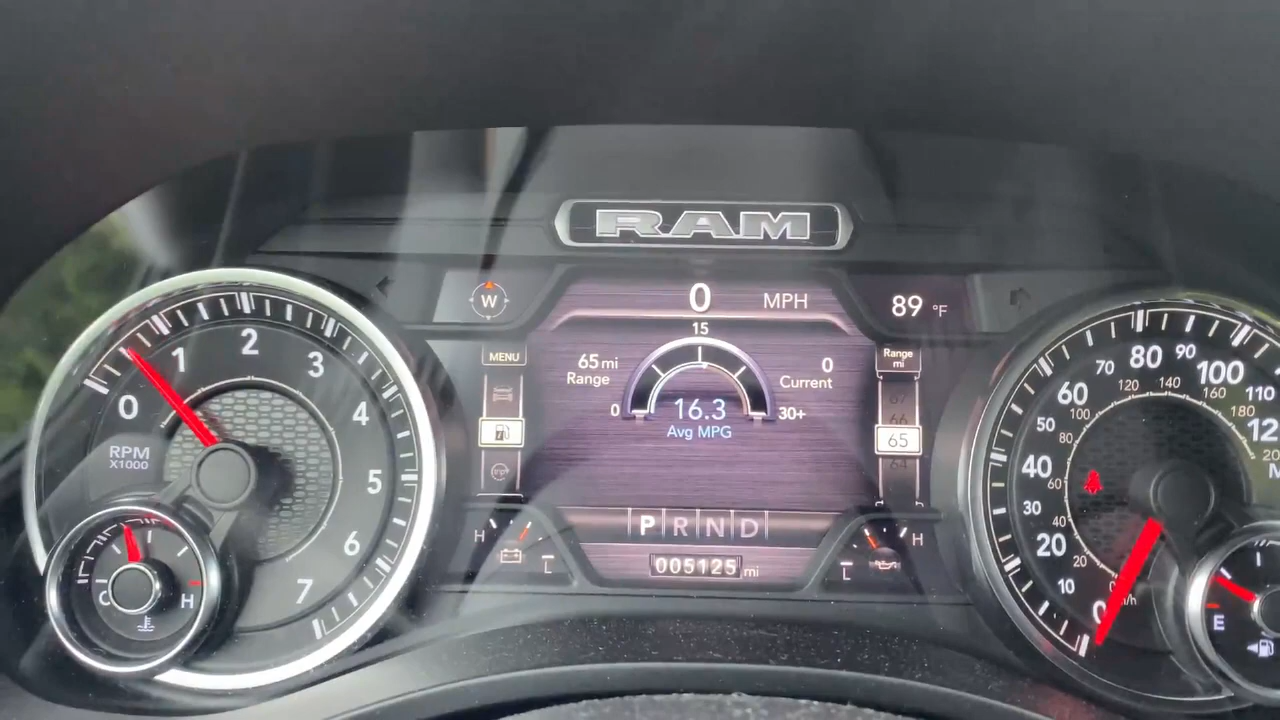 RAM
W
0 MPH
89 °F
15
65 mi
Range
0
Current
0
30+
16.3
Avg MPG
MENU
Range
mi
66
65
64
P R N D
005125 mi
H
L
L
H
0
1
2
3
4
5
6
7
RPM
X1000
C
H
0
10
20
30
40
50
60
70
80
90
100
110
20
40
60
80
100
120
140
160
180
E